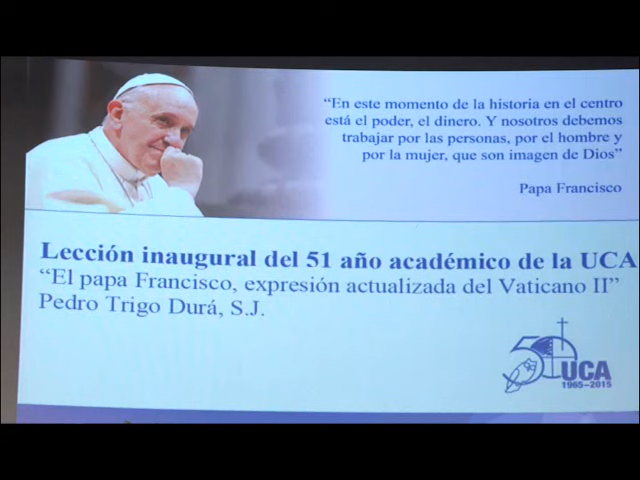 “En este momento de la historia en el centro
está el poder, el dinero. Y nosotros debemos
trabajar por las personas, por el hombre y
por la mujer, que son imagen de Dios”
Papa Francisco
Lección inaugural del 51 año académico de la UCA
“El papa Francisco, expresión actualizada del Vaticano II”
Pedro Trigo Durá, S.J.
50 UCA
1965-2015